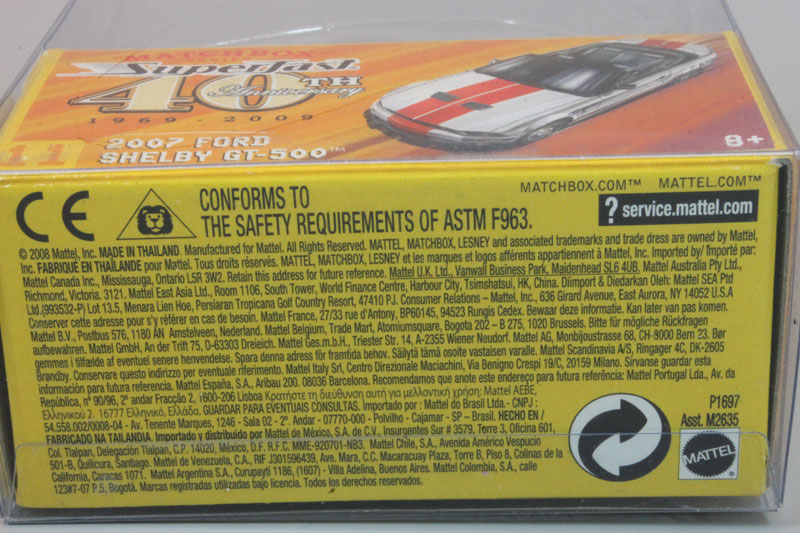 MATCHBOX™
SERIES
Superfast
40TH
Anniversary
1969-2009
11
2007 FORD
SHELBY GT-500™
8+
CE
CONFORMS TO
THE SAFETY REQUIREMENTS OF ASTM F963.
MATCHBOX.COM™ MATTEL.COM™
? service.mattel.com
© 2008 Mattel, Inc. MADE IN THAILAND. Manufactured for Mattel. All Rights Reserved. MATTEL, MATCHBOX, LESNEY and associated trademarks and trade dress are owned by Mattel,
Inc. FABRIQUÉ EN THAÏLANDE pour Mattel. Tous droits réservés. MATTEL, MATCHBOX, LESNEY et les marques et logos afférents appartiennent à Mattel, Inc. Imported by/ Importé par:
Mattel Canada Inc., Mississauga, Ontario L5R 3W2. Retain this address for future reference. Mattel U.K. Ltd., Vanwall Business Park, Maidenhead SL6 4UB. Mattel Australia Pty Ltd.,
Richmond, Victoria. 3121. Mattel East Asia Ltd., Room 1106, South Tower, World Finance Centre, Harbour City, Tsimshatsui, HK, China. Diimport & Diedarkan Oleh: Mattel SEA Ptd
Ltd.(993532-P) Lot 13.5, Menara Lien Hoe, Persiaran Tropicana Golf Country Resort, 47410 PJ. Consumer Relations – Mattel, Inc., 636 Girard Avenue, East Aurora, NY 14052 U.S.A
Conserver cette adresse pour s'y référer en cas de besoin. Mattel France, 27/33 rue d'Antony, BP60145, 94523 Rungis Cedex. Bewaar deze informatie. Kan later van pas komen.
Mattel B.V., Postbus 576, 1180 AN Amstelveen, Nederland. Mattel Belgium, Trade Mart, Atomiumsquare, Bogota 202 – B 275, 1020 Brussels. Bitte für mögliche Rückfragen
aufbewahren. Mattel GmbH, An der Trift 75, D-63303 Dreieich. Mattel Ges.m.b.H., Triester Str. 14, A-2355 Wiener Neudorf. Mattel AG, Monbijoustrasse 68, CH-3000 Bern 23. Bør
gemmes i tilfælde af eventuel senere henvendelse. Spara denna adress för framtida behov. Säilytä tämä osoite vastaisen varalle. Mattel Scandinavia A/S, Ringager 4C, DK-2605
Brøndby. Conservare questo indirizzo per eventuale riferimento. Mattel Italy Srl, Centro Direzionale Maciachini, Via Benigno Crespi 19/C, 20159 Milano. Sírvanse guardar esta
información para futura referencia. Mattel España, S.A., Aribau 200. 08036 Barcelona. Recomendamos que anote este endereço para futura referência: Mattel Portugal Lda., Av. da
República, nº 90/96, 2º andar Fracção 2, 1600-206 Lisboa Κρατήστε τη διεύθυνση αυτή για μελλοντική χρήση: Mattel AEBE,
Ελληνικού 2. 16777 Ελληνικό, Ελλάδα. GUARDAR PARA EVENTUAIS CONSULTAS. Importado por : Mattel do Brasil Ltda. - CNPJ :
54.558.002/0008-04 - Av. Tenente Marques, 1246 - Sala 02 - 2º. Andar - 07770-000 - Polvilho - Cajamar - SP – Brasil. HECHO EN /
FABRICADO NA TAILANDIA. Importado y distribuido por Mattel de México, S.A. de C.V., Insurgentes Sur # 3579, Torre 3, Oficina 601,
Col. Tlalpan, Delegación Tlalpan, C.P. 14020, México, D.F. R.F.C. MME-920701-NB3. Mattel Chile, S.A., Avenida Américo Vespucio
501-B, Quilicura, Santiago. Mattel de Venezuela, C.A., RIF J301596439, Ave. Mara, C.C. Macaracuay Plaza, Torre B, Piso 8, Colinas de la
California, Caracas 1071. Mattel Argentina S.A., Curupaytí 1186, (1607) - Villa Adelina, Buenos Aires. Mattel Colombia, S.A., calle
123#7-07 P.5, Bogotá. Marcas registradas utilizadas bajo licencia. Todos los derechos reservados.
P1697
Asst. M2635
MATTEL